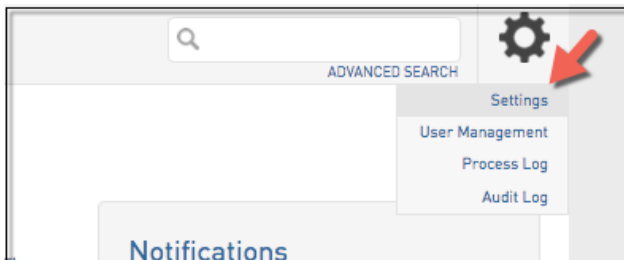 ADVANCED SEARCH
Settings
User Management
Process Log
Audit Log
Notifications